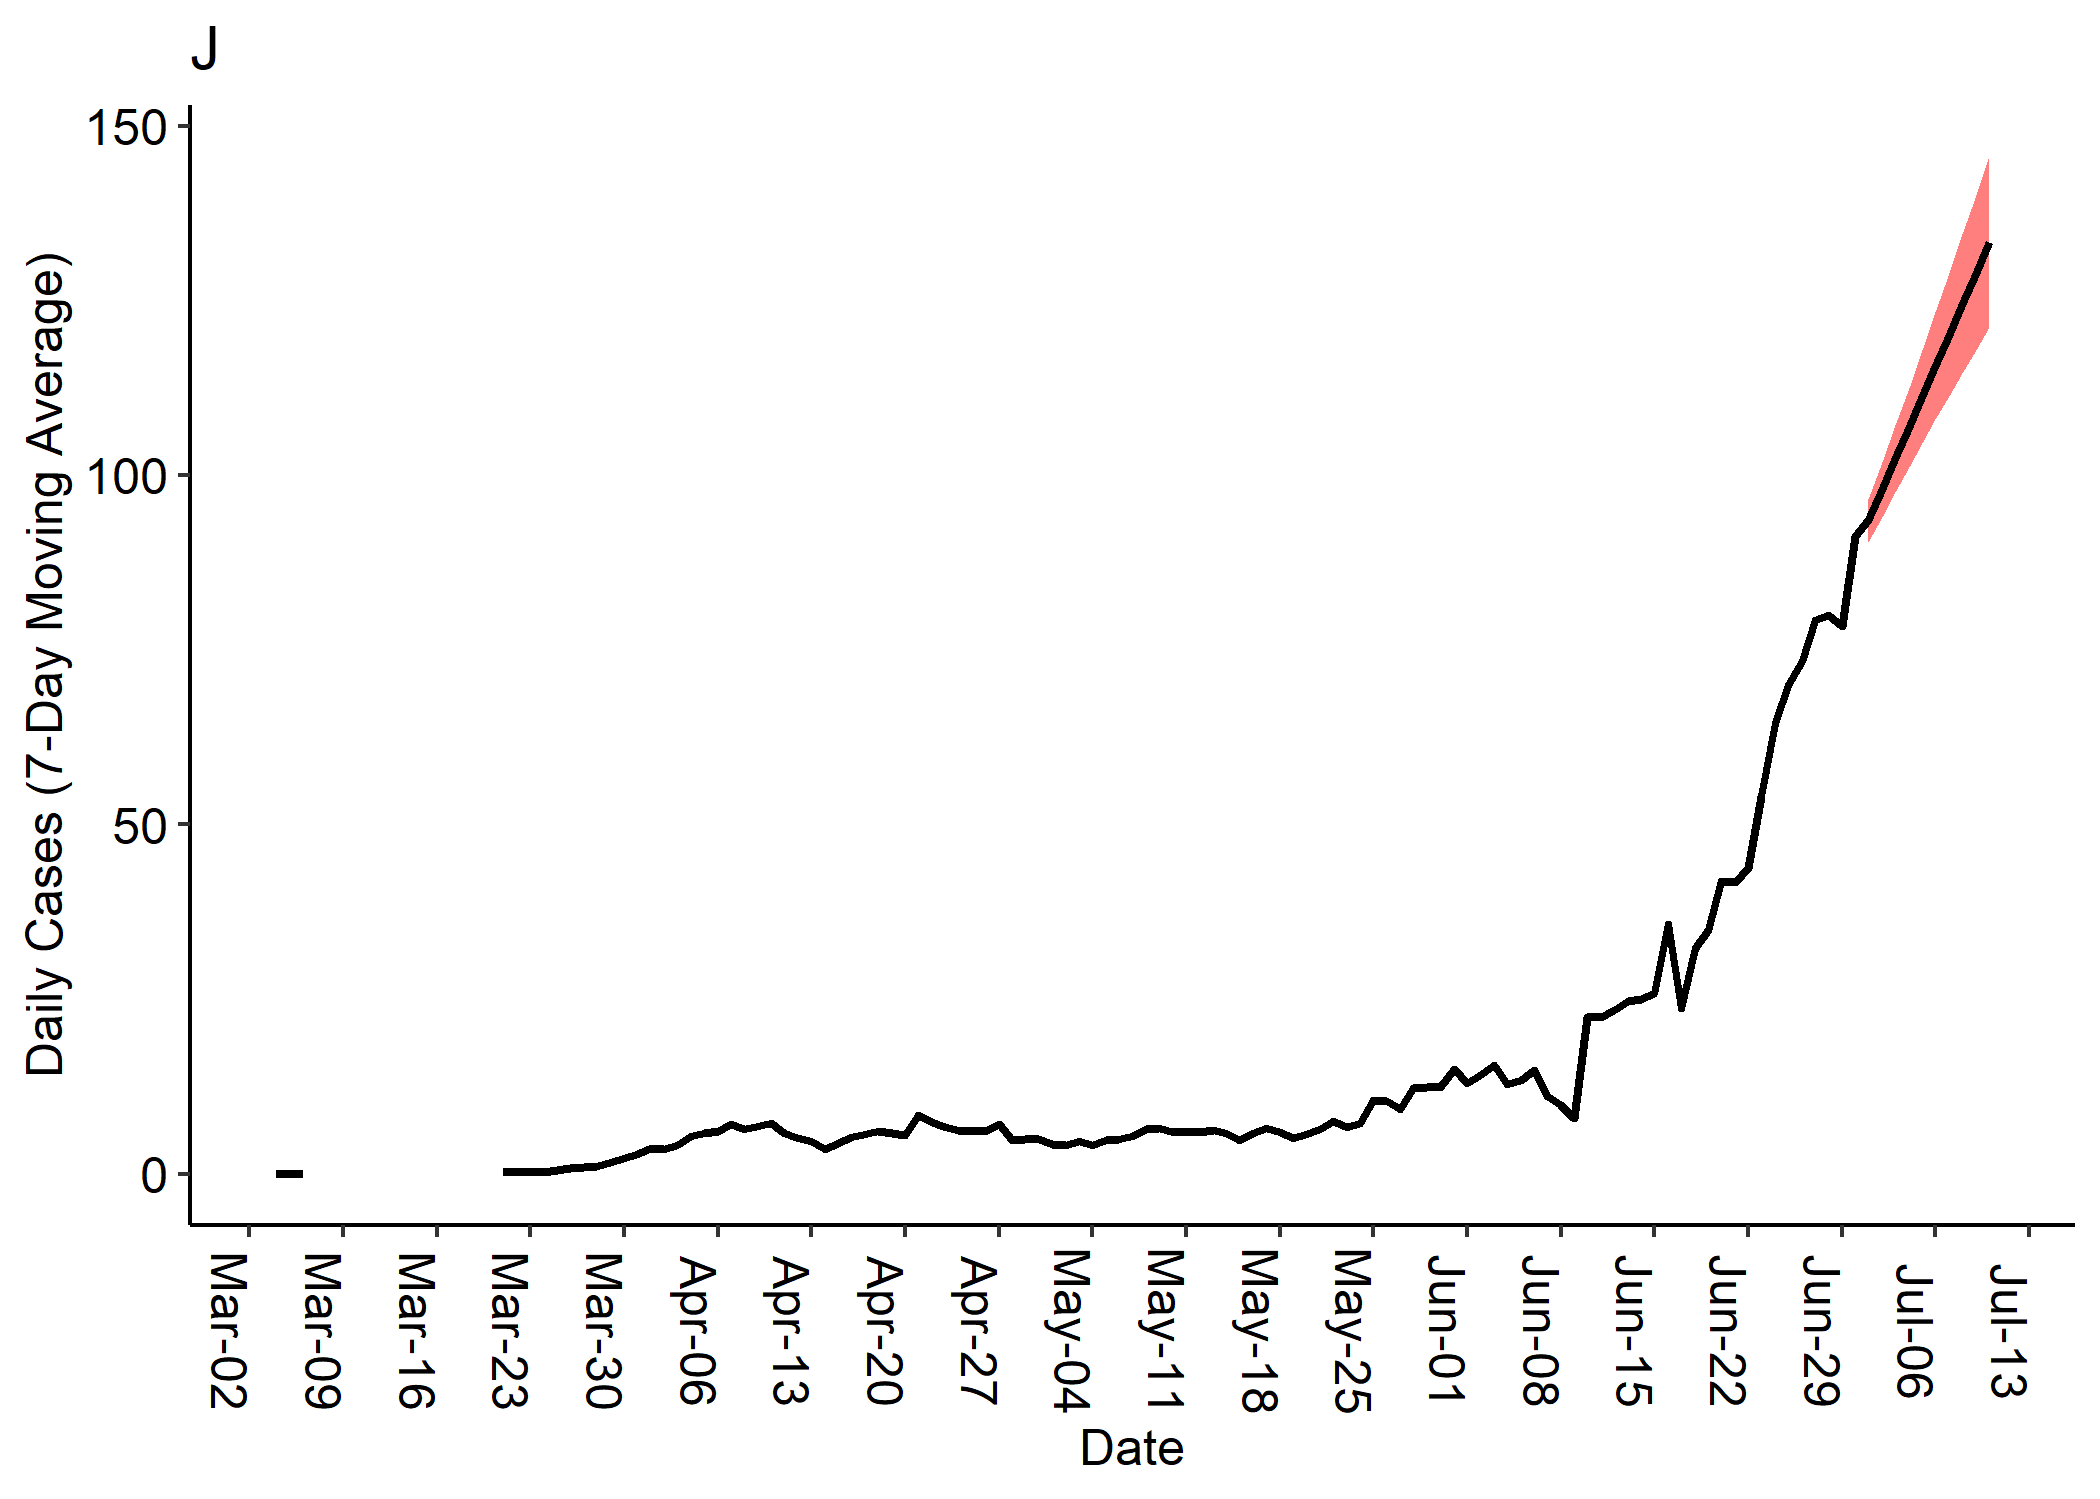 J
Daily Cases (7-Day Moving Average)
150
100
50
0
Mar-02
Mar-09
Mar-16
Mar-23
Mar-30
Apr-06
Apr-13
Apr-20
Apr-27
May-04
May-11
May-18
May-25
Jun-01
Jun-08
Jun-15
Jun-22
Jun-29
Jul-06
Jul-13
Date